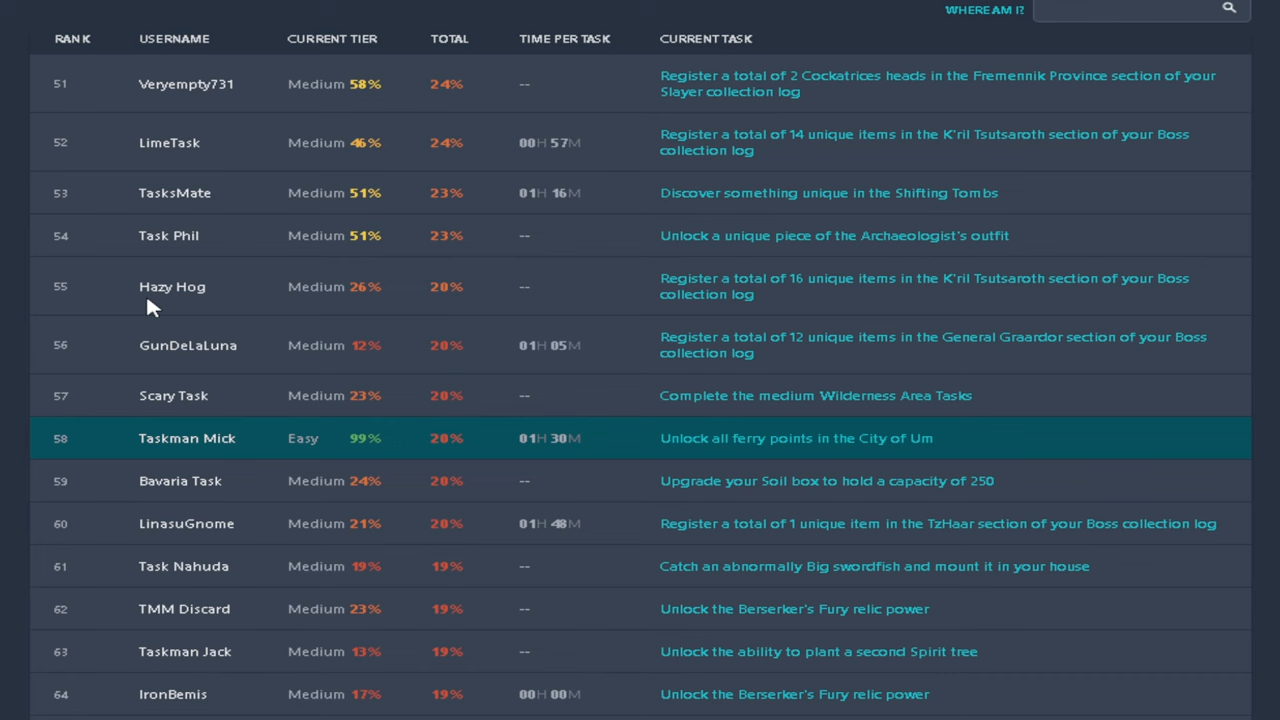 WHERE AM I?
RANK USERNAME CURRENT TIER TOTAL TIME PER TASK CURRENT TASK
51 Veryempty731 Medium 58% 24% -- Register a total of 2 Cockatrices heads in the Fremennik Province section of your
Slayer collection log
52 LimeTask Medium 46% 24% 00H 57M Register a total of 14 unique items in the K'ril Tsutsaroth section of your Boss
collection log
53 TasksMate Medium 51% 23% 01H 16M Discover something unique in the Shifting Tombs
54 Task Phil Medium 51% 23% -- Unlock a unique piece of the Archaeologist's outfit
55 Hazy Hog Medium 26% 20% -- Register a total of 16 unique items in the K'ril Tsutsaroth section of your Boss
collection log
56 GunDeLaLuna Medium 12% 20% 01H 05M Register a total of 12 unique items in the General Graardor section of your Boss
collection log
57 Scary Task Medium 23% 20% -- Complete the medium Wilderness Area Tasks
58 Taskman Mick Easy 99% 20% 01H 30M Unlock all ferry points in the City of Um
59 Bavaria Task Medium 24% 20% -- Upgrade your Soil box to hold a capacity of 250
60 LinasuGnome Medium 21% 20% 01H 48M Register a total of 1 unique item in the TzHaar section of your Boss collection log
61 Task Nahuda Medium 19% 19% -- Catch an abnormally Big swordfish and mount it in your house
62 TMM Discard Medium 23% 19% -- Unlock the Berserker's Fury relic power
63 Taskman Jack Medium 13% 19% -- Unlock the ability to plant a second Spirit tree
64 IronBemis Medium 17% 19% 00H 00M Unlock the Berserker's Fury relic power